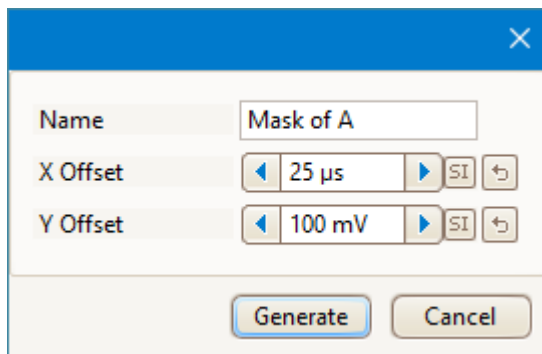 Name Mask of A
X Offset 25 µs SI
Y Offset 100 mV SI
Generate Cancel